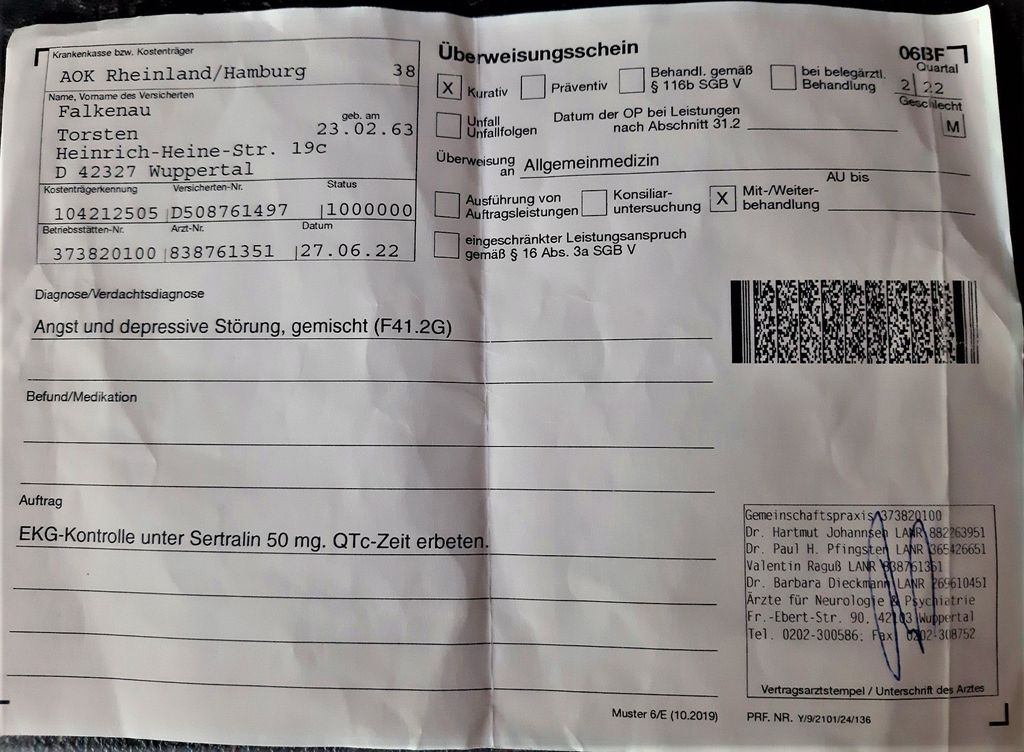 Krankenkasse bzw. Kostenträger
AOK Rheinland/Hamburg 38
Name, Vorname des Versicherten
Falkenau
geb. am
Torsten 23.02.63
Heinrich-Heine-Str. 19c
D 42327 Wuppertal
Kostenträgerkennung Versicherten-Nr. Status
104212505 D508761497 1000000
Betriebsstätten-Nr. Arzt-Nr. Datum
373820100 838761351 27.06.22
Überweisungsschein 06BF
Quartal
X Kurativ Präventiv Behandl. gemäß § 116b SGB V bei belegärztl. Behandlung 2 22
Geschlecht
M
Unfall Unfallfolgen Datum der OP bei Leistungen nach Abschnitt 31.2
Überweisung an Allgemeinmedizin
AU bis
Ausführung von Auftragsleistungen Konsiliar-untersuchung X Mit-/Weiter-behandlung
eingeschränkter Leistungsanspruch
gemäß § 16 Abs. 3a SGB V
Diagnose/Verdachtsdiagnose
Angst und depressive Störung, gemischt (F41.2G)
Befund/Medikation
Auftrag
EKG-Kontrolle unter Sertralin 50 mg. QTc-Zeit erbeten.
Gemeinschaftspraxis 373820100
Dr. Hartmut Johannsen LANR 882263951
Dr. Paul H. Pfingsten LANR 365426651
Valentin Raguß LANR 838761351
Dr. Barbara Dieckmann LANR 269610451
Ärzte für Neurologie & Psychiatrie
Fr.-Ebert-Str. 90, 42103 Wuppertal
Tel. 0202-300586; Fax 0202-308752
Vertragsarztstempel / Unterschrift des Arztes
Muster 6/E (10.2019) PRF. NR. Y/9/2101/24/136